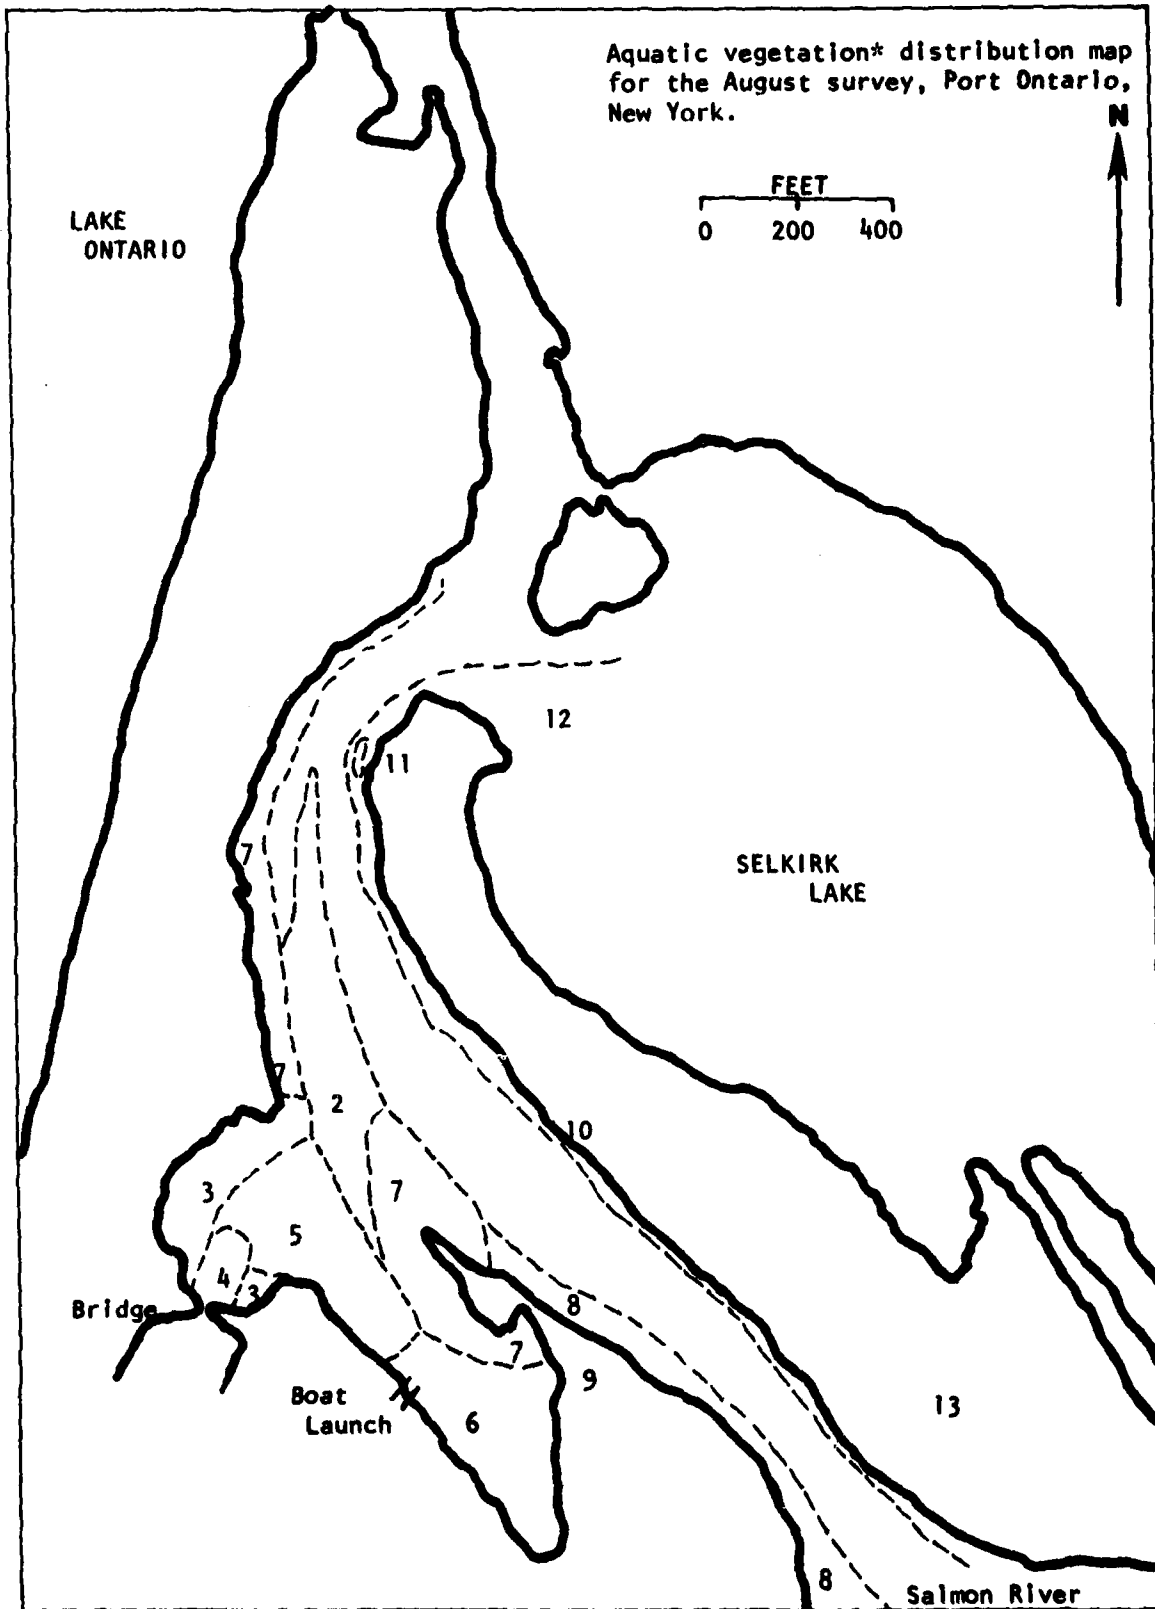 Aquatic vegetation* distribution map
for the August survey, Port Ontario,
New York.
N
FEET
0 200 400
LAKE
ONTARIO
12
11
7
SELKIRK
LAKE
7
2
10
3
7
5
4
3
Bridge
8
7
9
Boat
Launch
6
13
8
Salmon River